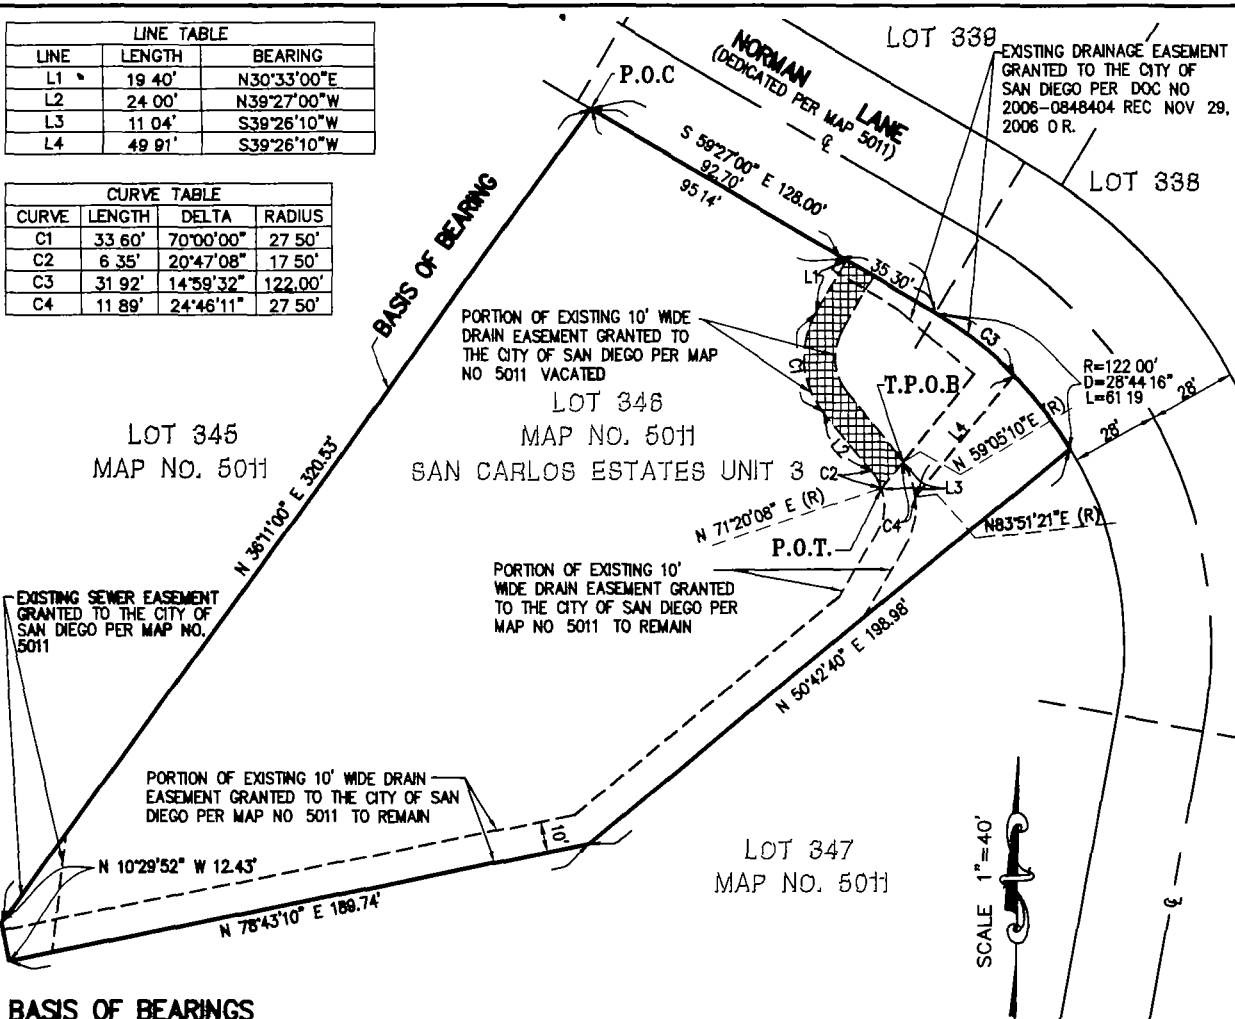 LINE TABLE
LINE LENGTH BEARING
L1 19 40' N30°33'00"E
L2 24 00' N39°27'00"W
L3 11 04' S39°26'10"W
L4 49 91' S39°26'10"W
CURVE TABLE
CURVE LENGTH DELTA RADIUS
C1 33 60' 70°00'00" 27 50'
C2 6 35' 20°47'08" 17 50'
C3 31 92' 14°59'32" 122.00'
C4 11 89' 24°46'11" 27 50'
P.O.C
NORMAN LANE
(DEDICATED PER MAP 5011)
LOT 339
EXISTING DRAINAGE EASEMENT
GRANTED TO THE CITY OF
SAN DIEGO PER DOC NO
2006-0848404 REC NOV 29,
2006 O R.
LOT 338
S 59°27'00" E 128.00'
92.70'
95 14'
BASIS OF BEARING
L1
35.30'
C3
PORTION OF EXISTING 10' WIDE
DRAIN EASEMENT GRANTED TO
THE CITY OF SAN DIEGO PER MAP
NO 5011 VACATED
C1
T.P.O.B
R=122 00'
D=28°44 16"
L=61 19
28'
28'
LOT 345
MAP NO. 5011
LOT 346
MAP NO. 5011
SAN CARLOS ESTATES UNIT 3
L2
L4
N 59°05'10"E (R)
C2
L3
N 71°20'08" E (R)
C4
N83°51'21"E (R)
P.O.T.
N 36°11'00" E 320.53'
PORTION OF EXISTING 10'
WIDE DRAIN EASEMENT GRANTED
TO THE CITY OF SAN DIEGO PER
MAP NO 5011 TO REMAIN
EXISTING SEWER EASEMENT
GRANTED TO THE CITY OF
SAN DIEGO PER MAP NO.
5011
N 50°42'40" E 198.98'
PORTION OF EXISTING 10' WIDE DRAIN
EASEMENT GRANTED TO THE CITY OF SAN
DIEGO PER MAP NO 5011 TO REMAIN
10'
N 10°29'52" W 12.43'
N 78°43'10" E 189.74'
LOT 347
MAP NO. 5011
SCALE 1"=40'
BASIS OF BEARINGS